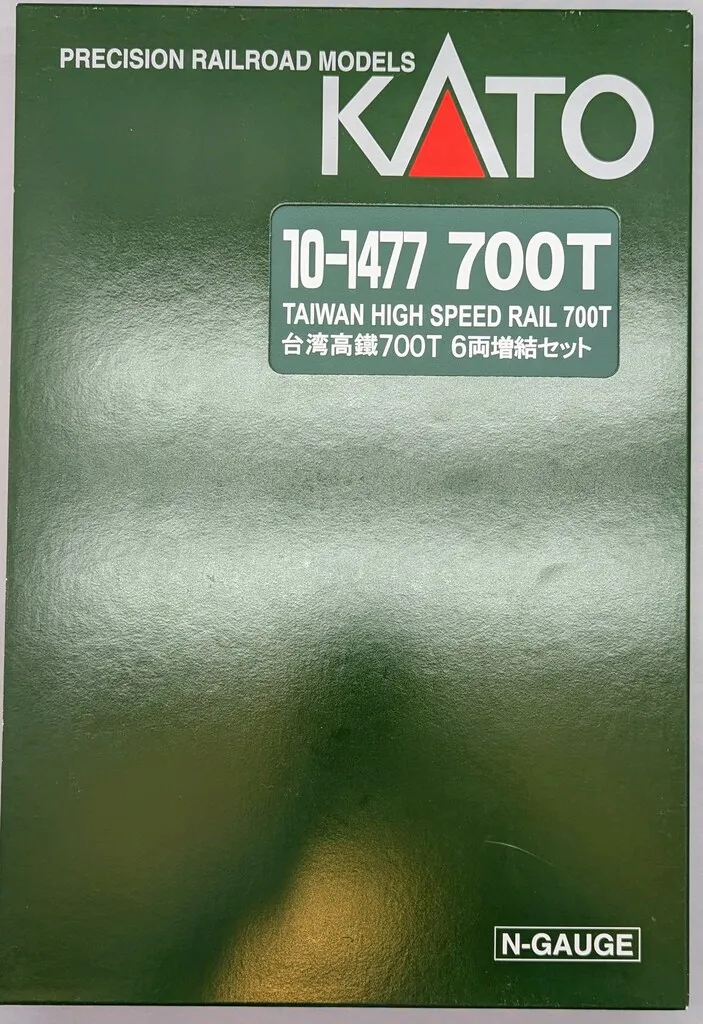 PRECISION RAILROAD MODELS
KATO
10-1477 700T
TAIWAN HIGH SPEED RAIL 700T
台湾高鐵700T 6両増結セット
N-GAUGE